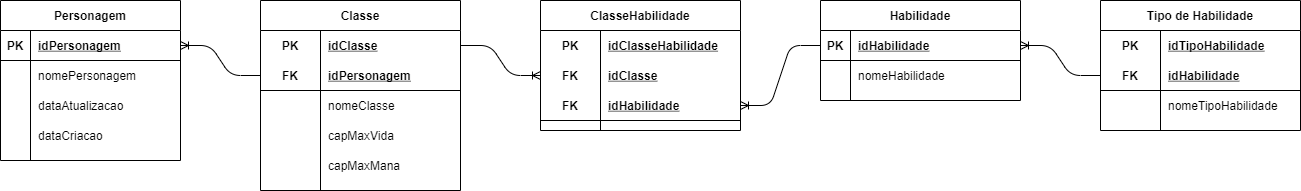 Personagem
PK idPersonagem
nomePersonagem
dataAtualizacao
dataCriacao
Classe
PK idClasse
FK idPersonagem
nomeClasse
capMaxVida
capMaxMana
ClasseHabilidade
PK idClasseHabilidade
FK idClasse
FK idHabilidade
Habilidade
PK idHabilidade
nomeHabilidade
Tipo de Habilidade
PK idTipoHabilidade
FK idHabilidade
nomeTipoHabilidade